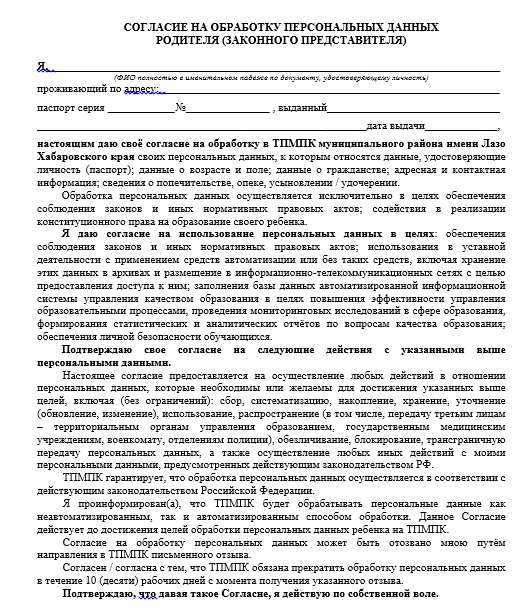 СОГЛАСИЕ НА ОБРАБОТКУ ПЕРСОНАЛЬНЫХ ДАННЫХ
РОДИТЕЛЯ (ЗАКОННОГО ПРЕДСТАВИТЕЛЯ)
Я,
(ФИО полностью в именительном падеже по документу, удостоверяющему личность)
проживающий по адресу:
паспорт серия ____________№_______________ , выданный
дата выдачи_____________,
настоящим даю своё согласие на обработку в ТПМПК муниципального района имени Лазо
Хабаровского края своих персональных данных, к которым относятся данные, удостоверяющие
личность (паспорт); данные о возрасте и поле; данные о гражданстве; адресная и контактная
информация; сведения о попечительстве, опеке, усыновлении / удочерении.
Обработка персональных данных осуществляется исключительно в целях обеспечения
соблюдения законов и иных нормативных правовых актов; содействия в реализации
конституционного права на образование своего ребенка.
Я даю согласие на использование персональных данных в целях: обеспечения
соблюдения законов и иных нормативных правовых актов; использования в уставной
деятельности с применением средств автоматизации или без таких средств, включая хранение
этих данных в архивах и размещение в информационно-телекоммуникационных сетях с целью
предоставления доступа к ним; заполнения базы данных автоматизированной информационной
системы управления качеством образования в целях повышения эффективности управления
образовательными процессами, проведения мониторинговых исследований в сфере образования,
формирования статистических и аналитических отчётов по вопросам качества образования;
обеспечения личной безопасности обучающихся.
Подтверждаю свое согласие на следующие действия с указанными выше
персональными данными.
Настоящее согласие предоставляется на осуществление любых действий в отношении
персональных данных, которые необходимы или желаемы для достижения указанных выше
целей, включая (без ограничений): сбор, систематизацию, накопление, хранение, уточнение
(обновление, изменение), использование, распространение (в том числе, передачу третьим лицам
– территориальным органам управления образованием, государственным медицинским
учреждениям, военкомату, отделениям полиции), обезличивание, блокирование, трансграничную
передачу персональных данных, а также осуществление любых иных действий с моими
персональными данными, предусмотренных действующим законодательством РФ.
ТПМПК гарантирует, что обработка персональных данных осуществляется в соответствии с
действующим законодательством Российской Федерации.
Я проинформирован(а), что ТПМПК будет обрабатывать персональные данные как
неавтоматизированным, так и автоматизированным способом обработки. Данное Согласие
действует до достижения целей обработки персональных данных ребенка на ТПМПК.
Согласие на обработку персональных данных может быть отозвано мною путём
направления в ТПМПК письменного отзыва.
Согласен / согласна с тем, что ТПМПК обязана прекратить обработку персональных данных
в течение 10 (десяти) рабочих дней с момента получения указанного отзыва.
Подтверждаю, что давая такое Согласие, я действую по собственной воле.